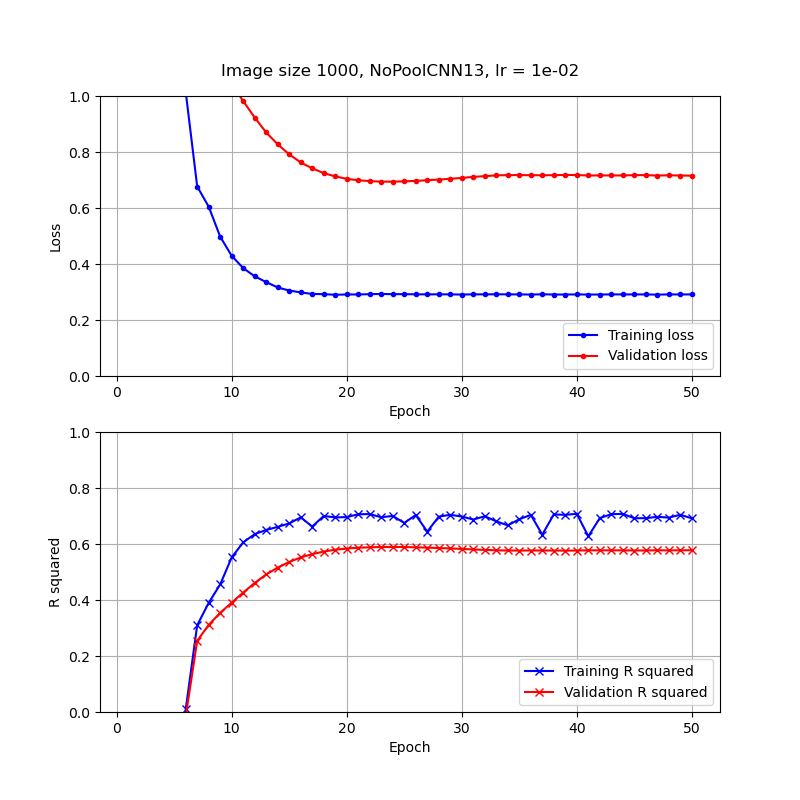 Image size 1000, NoPoolCNN13, lr = 1e-02
1.0
0.8
0.6
0.4
0.2
0.0
Loss
Training loss
Validation loss
0 10 20 30 40 50
Epoch
1.0
0.8
0.6
0.4
0.2
0.0
R squared
Training R squared
Validation R squared
0 10 20 30 40 50
Epoch